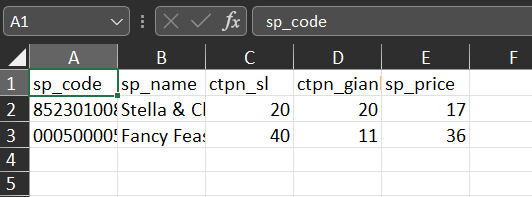 A1 fx sp_code
A B C D E F
1 sp_code sp_name ctpn_sl ctpn_gian sp_price
2 852301008 Stella & Cl 20 20 17
3 000500005 Fancy Feas 40 11 36
4
5